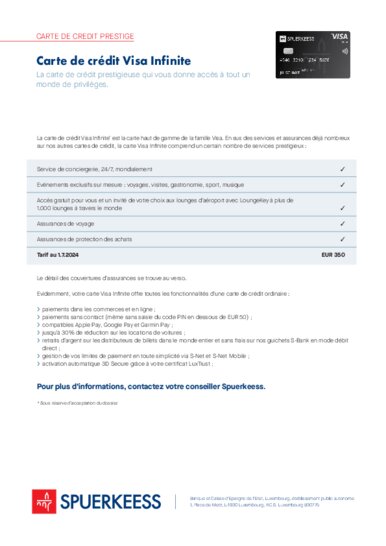 CARTE DE CREDIT PRESTIGE
Carte de crédit Visa Infinite
La carte de crédit prestigieuse qui vous donne accès à tout un
monde de privilèges.
SPUERKEESS
VISA
La carte de crédit Visa Infinite* est la carte haut de gamme de la famille Visa. En eus des services et assurances déjà nombreux
sur nos autres cartes de crédit, la carte Visa Infinite comprend un certain nombre de services prestigieux :
Service de conciergerie, 24/7, mondialement ✓
Evénements exclusifs sur mesure : voyages, visites, gastronomie, sport, musique ✓
Accès gratuit pour vous et un invité de votre choix aux lounges d'aéroport avec LoungeKey à plus de
1.000 lounges à travers le monde ✓
Assurances de voyage ✓
Assurances de protection des achats ✓
Tarif au 1.7.2024 EUR 350
Le détail des couvertures d'assurances se trouve au verso.
Evidemment, votre carte Visa Infinite offre toutes les fonctionnalités d'une carte de crédit ordinaire :
paiements dans les commerces et en ligne ;
paiements sans contact (même sans saisie du code PIN en dessous de EUR 50) ;
compatibles Apple Pay, Google Pay et Garmin Pay ;
jusqu'à 30% de réduction sur les locations de voitures ;
retraits d'argent sur les distributeurs de billets dans le monde entier et sans frais sur nos guichets S-Bank en mode débit
direct ;
gestion de vos limites de paiement en toute simplicité via S-Net et S-Net Mobile ;
activation automatique 3D Secure grâce à votre certificat LuxTrust ;
Pour plus d'informations, contactez votre conseiller Spuerkeess.
* Sous réserve d'acceptation du dossier
SPUERKEESS
Banque et Caisse d'Epargne de l'Etat, Luxembourg, établissement public autonome
1, Place de Metz, L-1930 Luxembourg, R.C.S. Luxembourg B30775